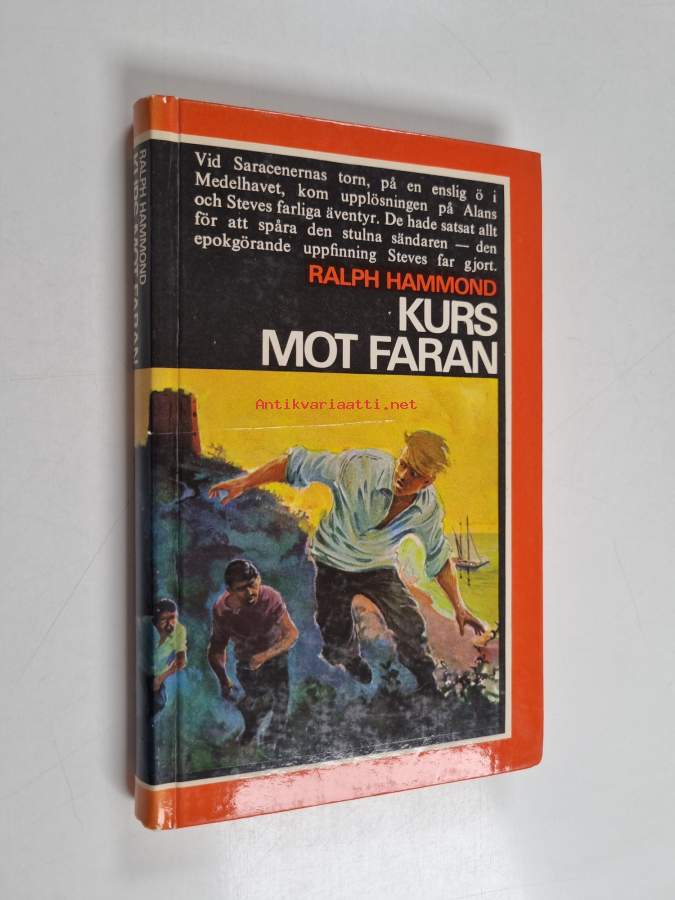 Vid Saracenernas torn, på en enslig ö i
Medelhavet, kom upplösningen på Alans
och Steves farliga äventyr. De hade satsat allt
för att spåra den stulna sändaren — den
epokgörande uppfinning Steves far gjort.
RALPH HAMMOND
KURS
MOT FARAN
Antikvariaatti.net
RALPH HAMMOND
KURS MOT FARAN